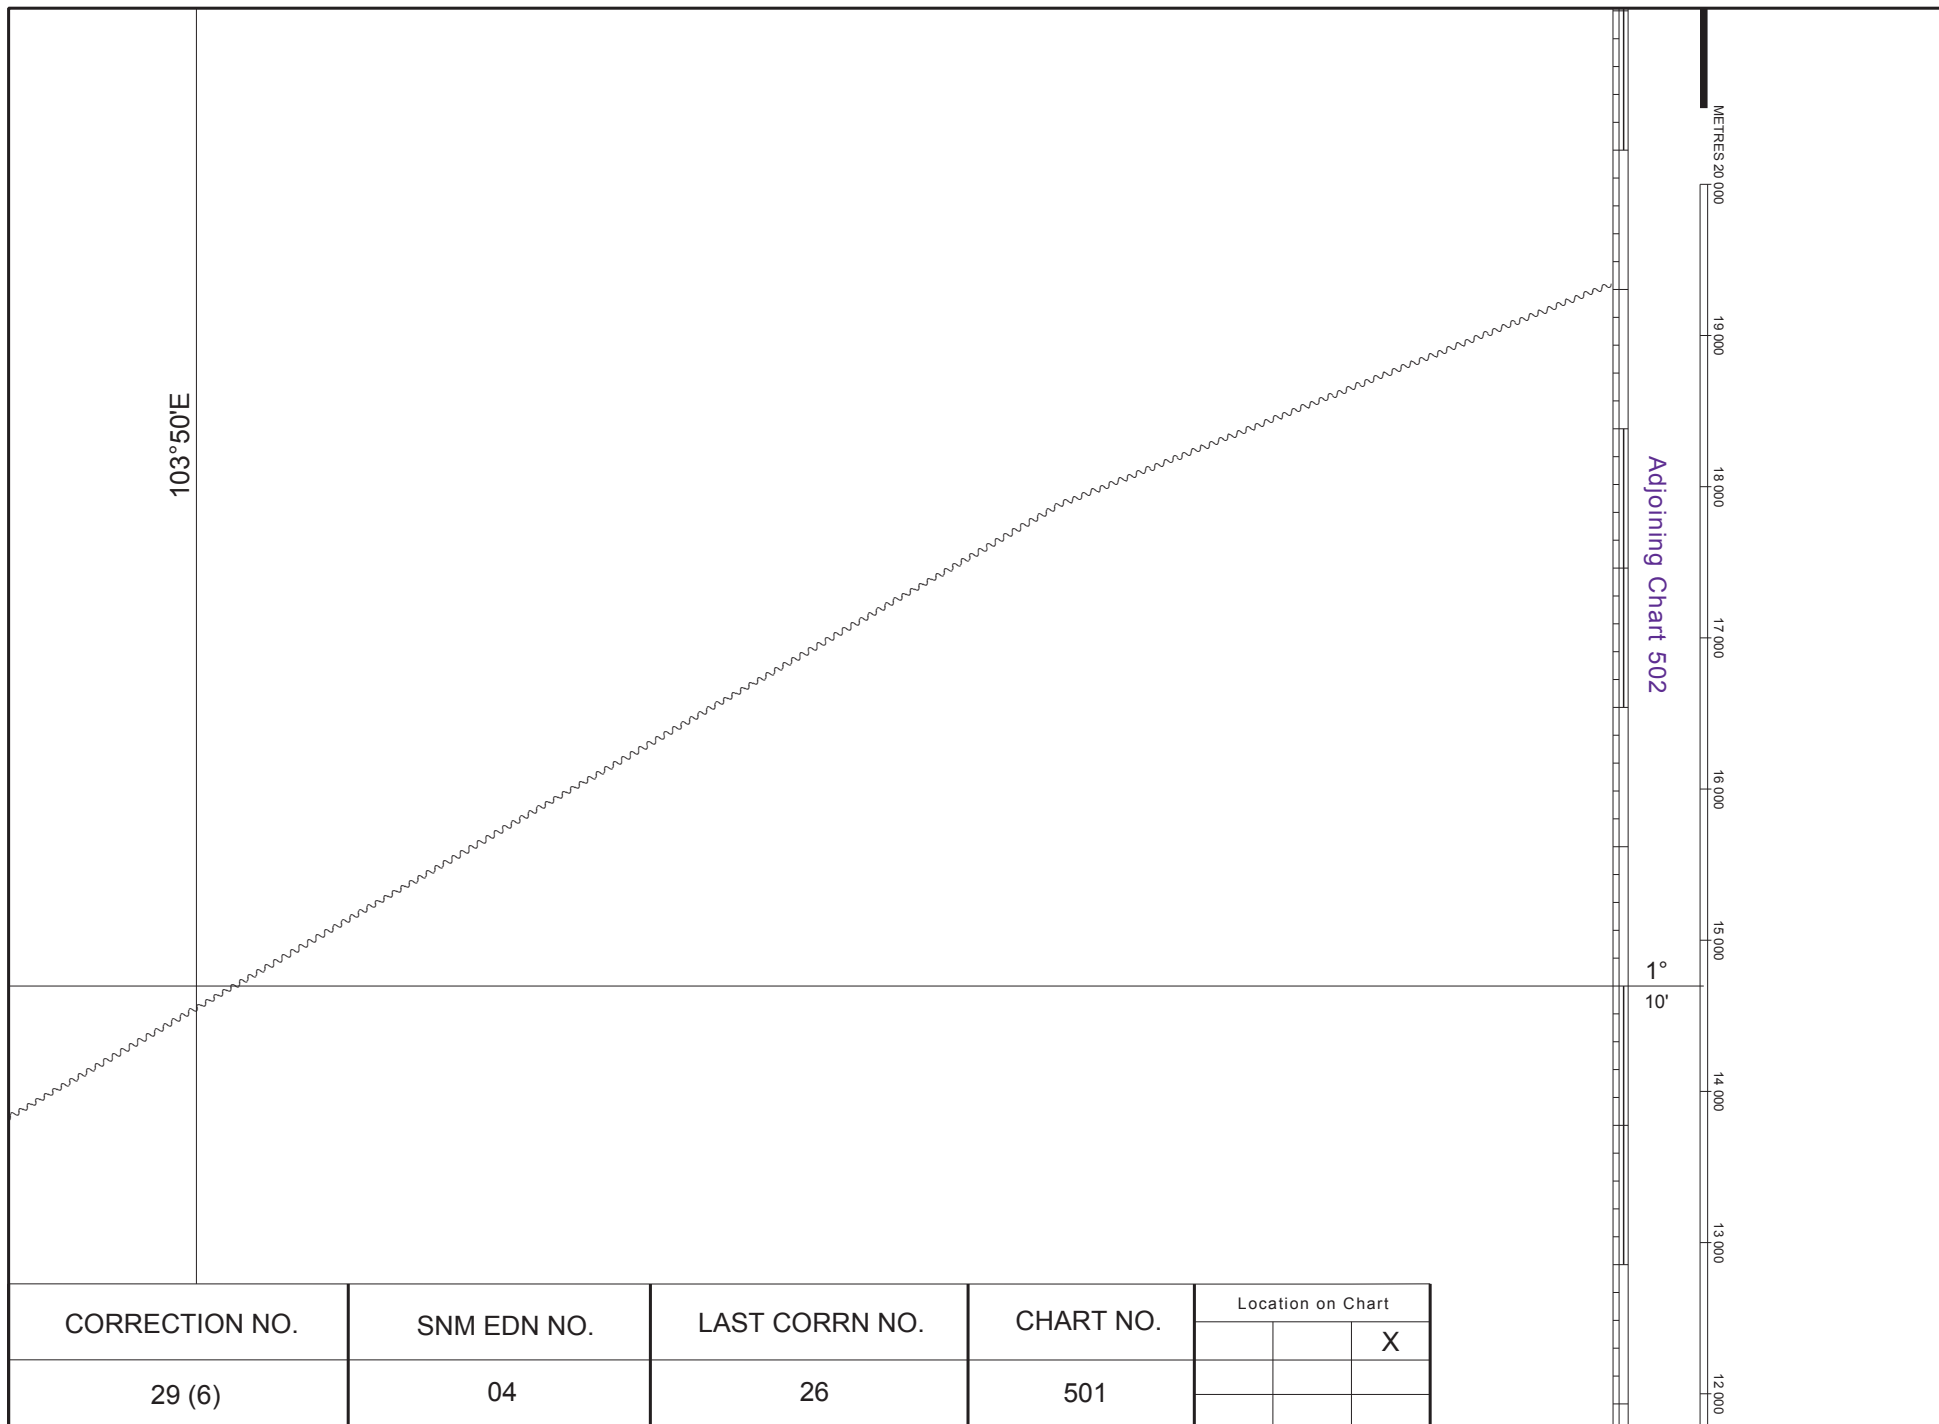 103°50'E
METRES 20 000
19 000
18 000
17 000
16 000
15 000
14 000
13 000
12 000
Adjoining Chart 502
1°
10'
CORRECTION NO.
SNM EDN NO.
LAST CORRN NO.
CHART NO.
Location on Chart
X
29 (6)
04
26
501